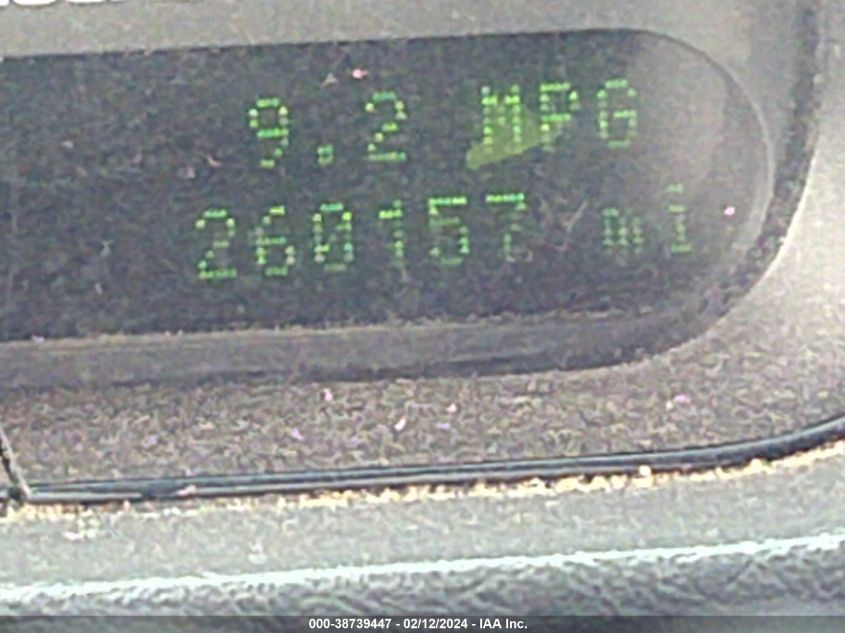 9.2 MPG
260157 mi
000-38739447 - 02/12/2024 - IAA Inc.